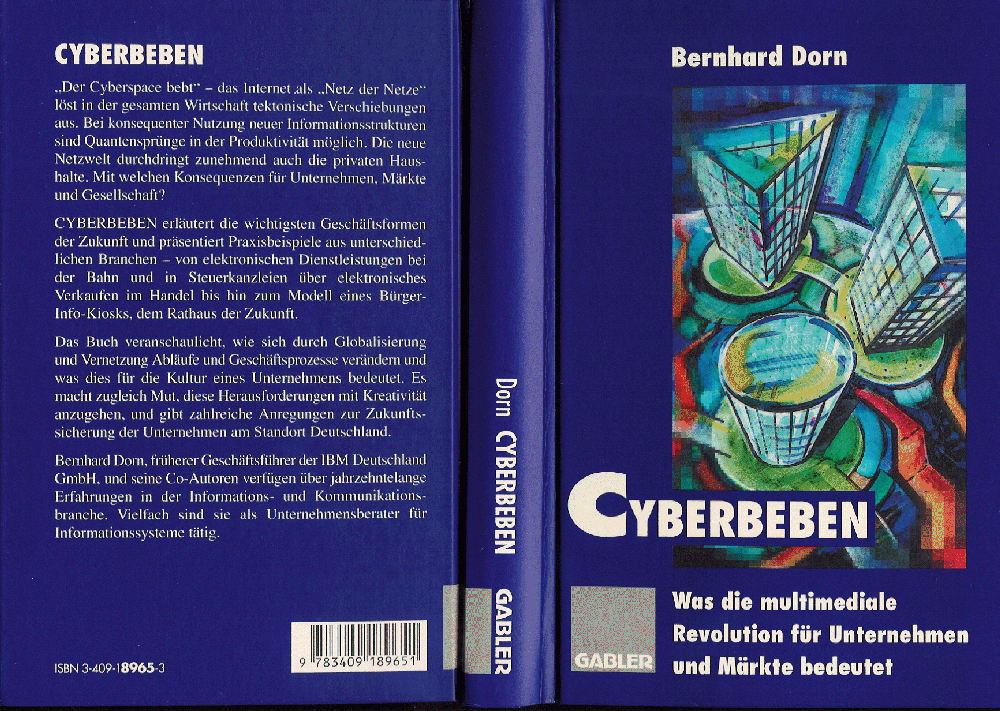 CYBERBEBEN
„Der Cyberspace bebt“ – das Internet als „Netz der Netze“
löst in der gesamten Wirtschaft tektonische Verschiebungen
aus. Bei konsequenter Nutzung neuer Informationsstrukturen
sind Quantensprünge in der Produktivität möglich. Die neue
Netzwelt durchdringt zunehmend auch die privaten Haus-
halte. Mit welchen Konsequenzen für Unternehmen, Märkte
und Gesellschaft?
CYBERBEBEN erläutert die wichtigsten Geschäftsformen
der Zukunft und präsentiert Praxisbeispiele aus unterschied-
lichen Branchen – von elektronischen Dienstleistungen bei
der Bahn und in Steuerkanzleien über elektronisches
Verkaufen im Handel bis hin zum Modell eines Bürger-
Info-Kiosks, dem Rathaus der Zukunft.
Das Buch veranschaulicht, wie sich durch Globalisierung
und Vernetzung Abläufe und Geschäftsprozesse verändern und
was dies für die Kultur eines Unternehmens bedeutet. Es
macht zugleich Mut, diese Herausforderungen mit Kreativität
anzugehen, und gibt zahlreiche Anregungen zur Zukunfts-
sicherung der Unternehmen am Standort Deutschland.
Bernhard Dorn, früherer Geschäftsführer der IBM Deutschland
GmbH, und seine Co-Autoren verfügen über jahrzehntelange
Erfahrungen in der Informations- und Kommunikations-
branche. Vielfach sind sie als Unternehmensberater für
Informationssysteme tätig.
ISBN 3-409-18965-3
9 783409 189651
Dorn CYBERBEBEN GABLER
Bernhard Dorn
CYBERBEBEN
Was die multimediale
Revolution für Unternehmen
und Märkte bedeutet
GABLER